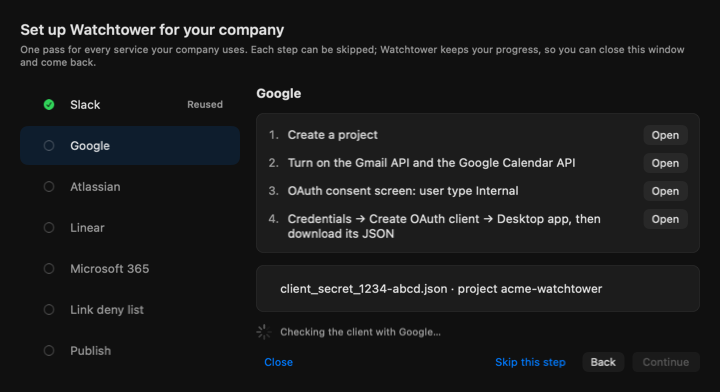 Set up Watchtower for your company
One pass for every service your company uses. Each step can be skipped; Watchtower keeps your progress, so you can close this window
and come back.
Slack Reused
Google
Atlassian
Linear
Microsoft 365
Link deny list
Publish
Google
1. Create a project Open
2. Turn on the Gmail API and the Google Calendar API Open
3. OAuth consent screen: user type Internal Open
4. Credentials → Create OAuth client → Desktop app, then Open
download its JSON
client_secret_1234-abcd.json · project acme-watchtower
Checking the client with Google...
Close Skip this step Back Continue